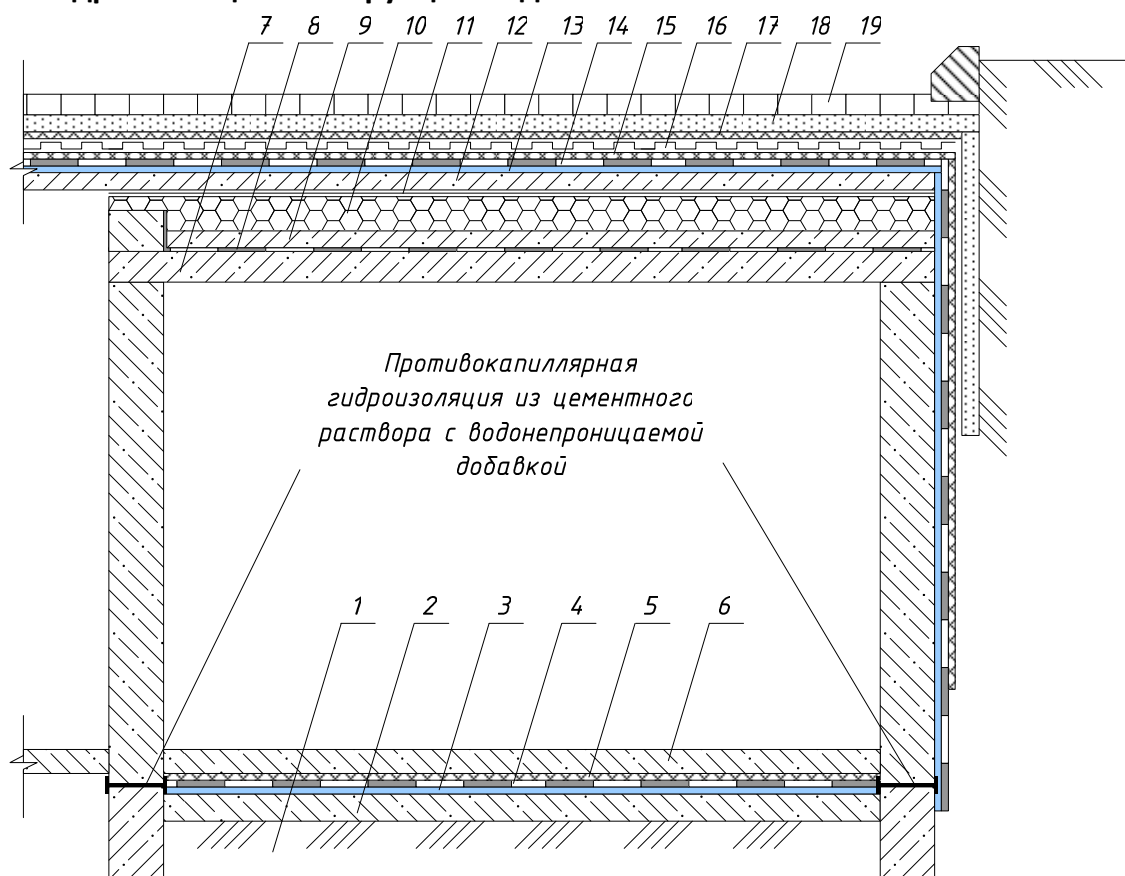 7 8 9 10 11 12 13 14 15 16 17 18 19
Противокапиллярная
гидроизоляция из цементного
раствора с водонепроницаемой
добавкой
1 2 3 4 5 6